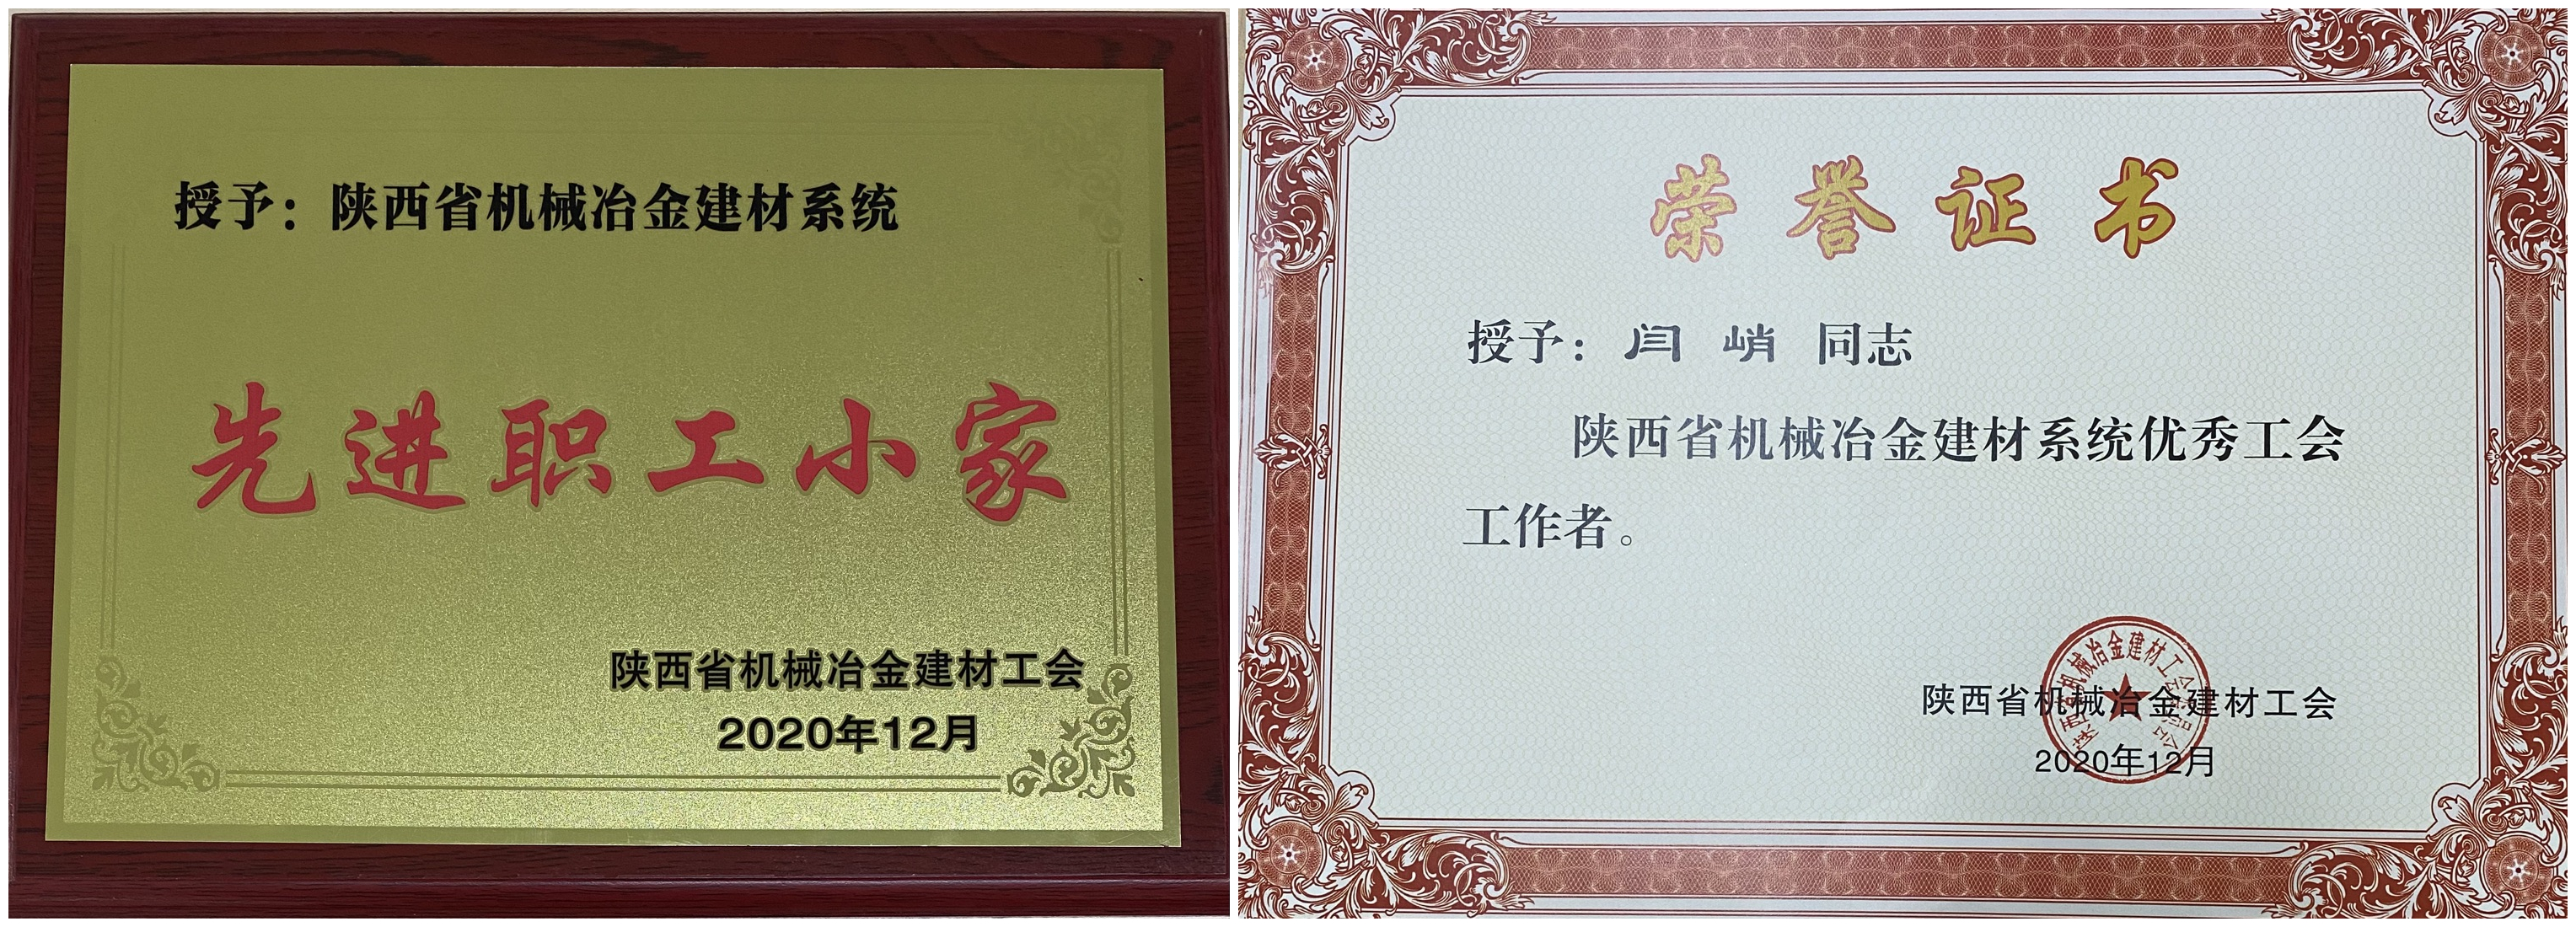 授予：陕西省机械冶金建材系统
先进职工小家
陕西省机械冶金建材工会
2020年12月
荣誉证书
授予：闫 峭 同志
陕西省机械冶金建材系统优秀工会
工作者。
陕西省机械冶金建材工会
2020年12月